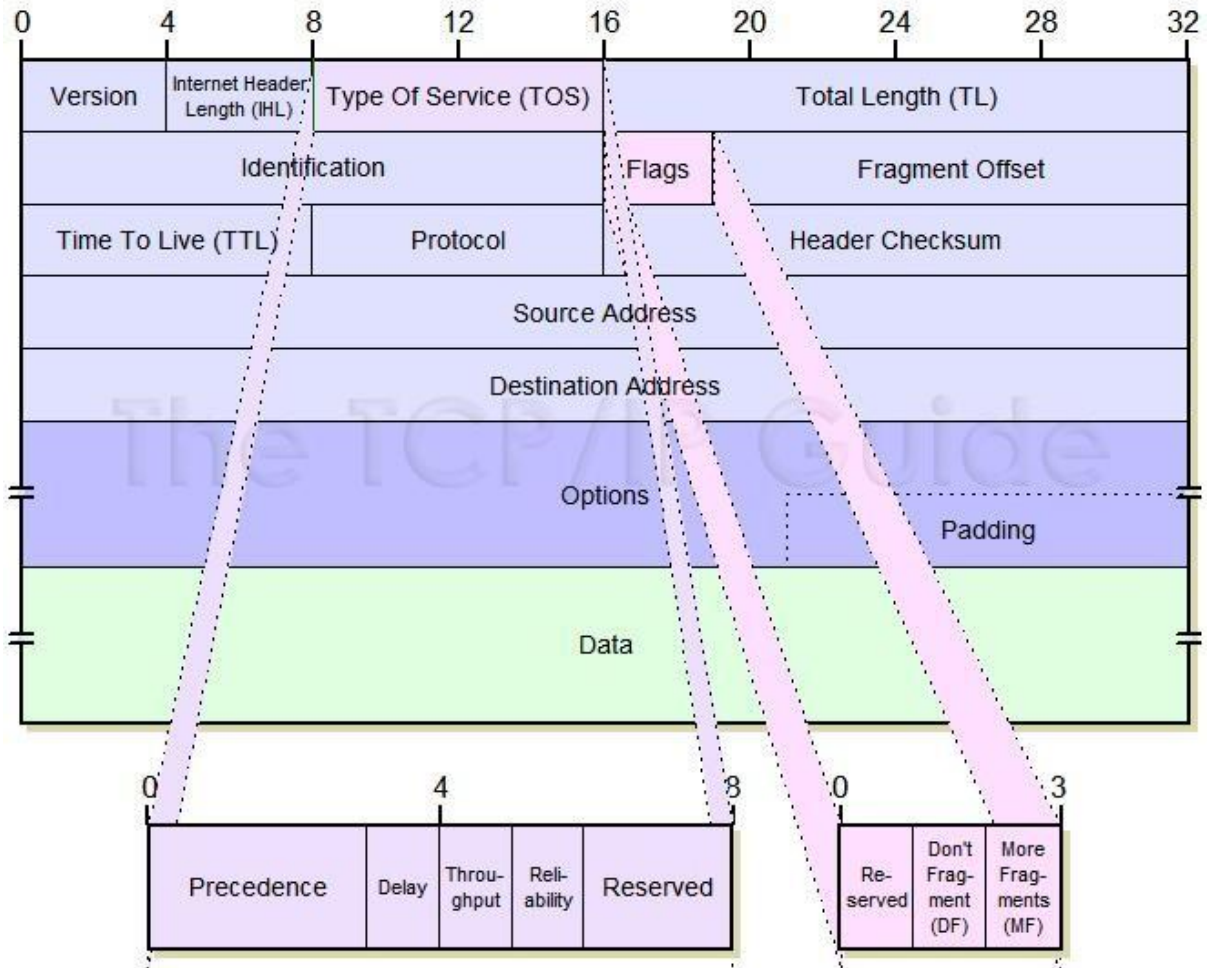 0 4 8 12 16 20 24 28 32
Version
Internet Header
Length (IHL)
Type Of Service (TOS)
Total Length (TL)
Identification
Flags
Fragment Offset
Time To Live (TTL)
Protocol
Header Checksum
Source Address
Destination Address
The TCP/IP Guide
Options
Padding
Data
0 4 8
0 3
Precedence
Delay
Throu-
ghput
Reli-
ability
Reserved
Re-
served
Don't
Frag-
ment
(DF)
More
Frag-
ments
(MF)